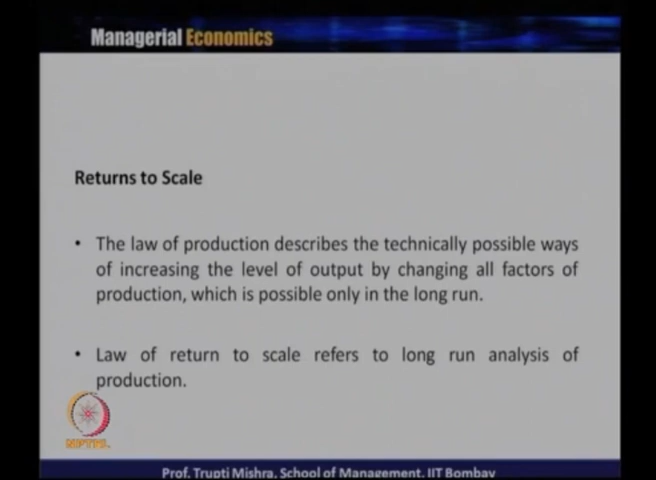 Managerial Economics
Returns to Scale
• The law of production describes the technically possible ways
of increasing the level of output by changing all factors of
production, which is possible only in the long run.
• Law of return to scale refers to long run analysis of
production.
NPTEL
Prof. Trupti Mishra, School of Management, IIT Bombay